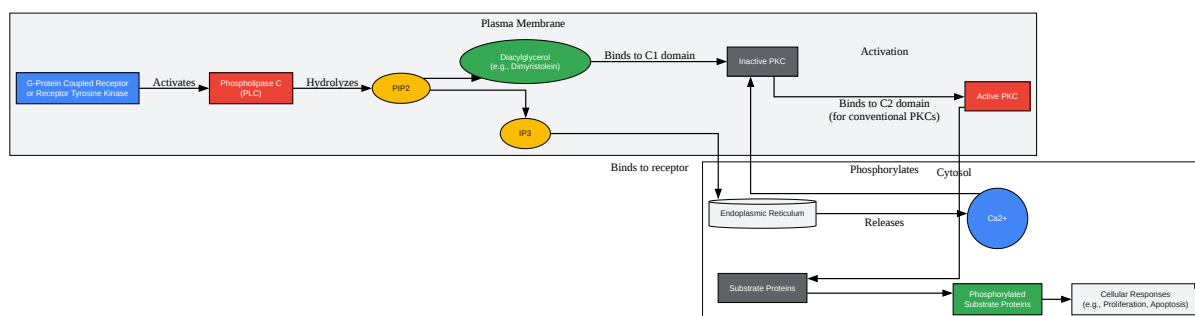 Plasma Membrane
G-Protein Coupled Receptor
or Receptor Tyrosine Kinase
Activates
Phospholipase C
(PLC)
Hydrolyzes
PIP2
Diacylglycerol
(e.g., Dimyristolein)
Binds to C1 domain
Inactive PKC
Activation
Active PKC
Binds to C2 domain
(for conventional PKCs)
IP3
Binds to receptor
Phosphorylates
Cytosol
Endoplasmic Reticulum
Releases
Ca2+
Substrate Proteins
Phosphorylated
Substrate Proteins
Cellular Responses
(e.g., Proliferation, Apoptosis)